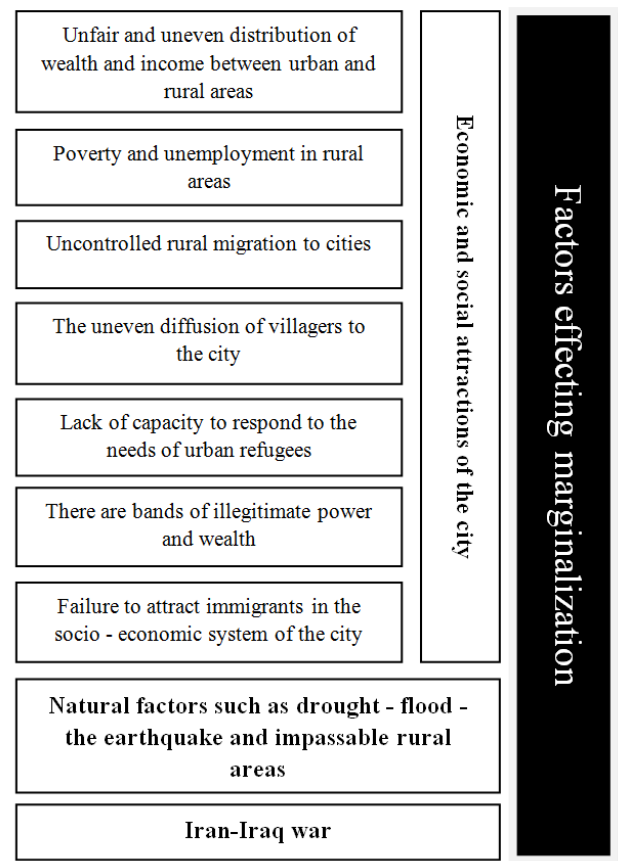 Unfair and uneven distribution of
wealth and income between urban and
rural areas
Poverty and unemployment in rural
areas
Uncontrolled rural migration to cities
The uneven diffusion of villagers to
the city
Lack of capacity to respond to the
needs of urban refugees
There are bands of illegitimate power
and wealth
Failure to attract immigrants in the
socio - economic system of the city
Economic and social attractions of the city
Natural factors such as drought - flood -
the earthquake and impassable rural
areas
Iran-Iraq war
Factors effecting marginalization